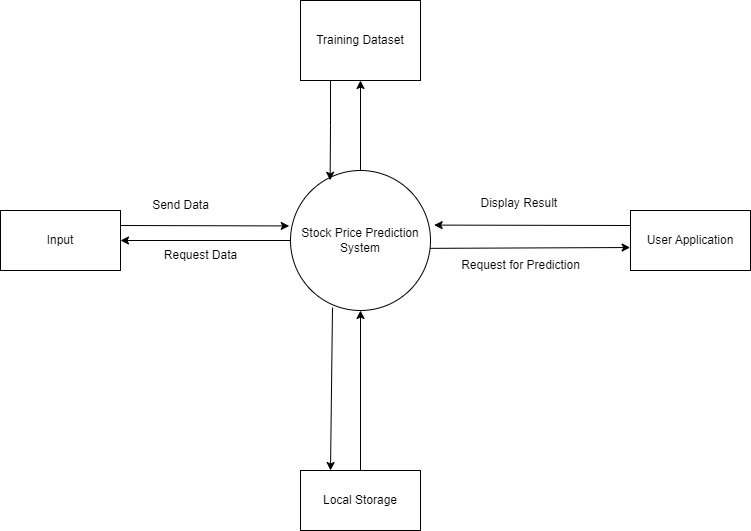 Training Dataset
Send Data
Display Result
Input
Stock Price Prediction
System
User Application
Request Data
Request for Prediction
Local Storage